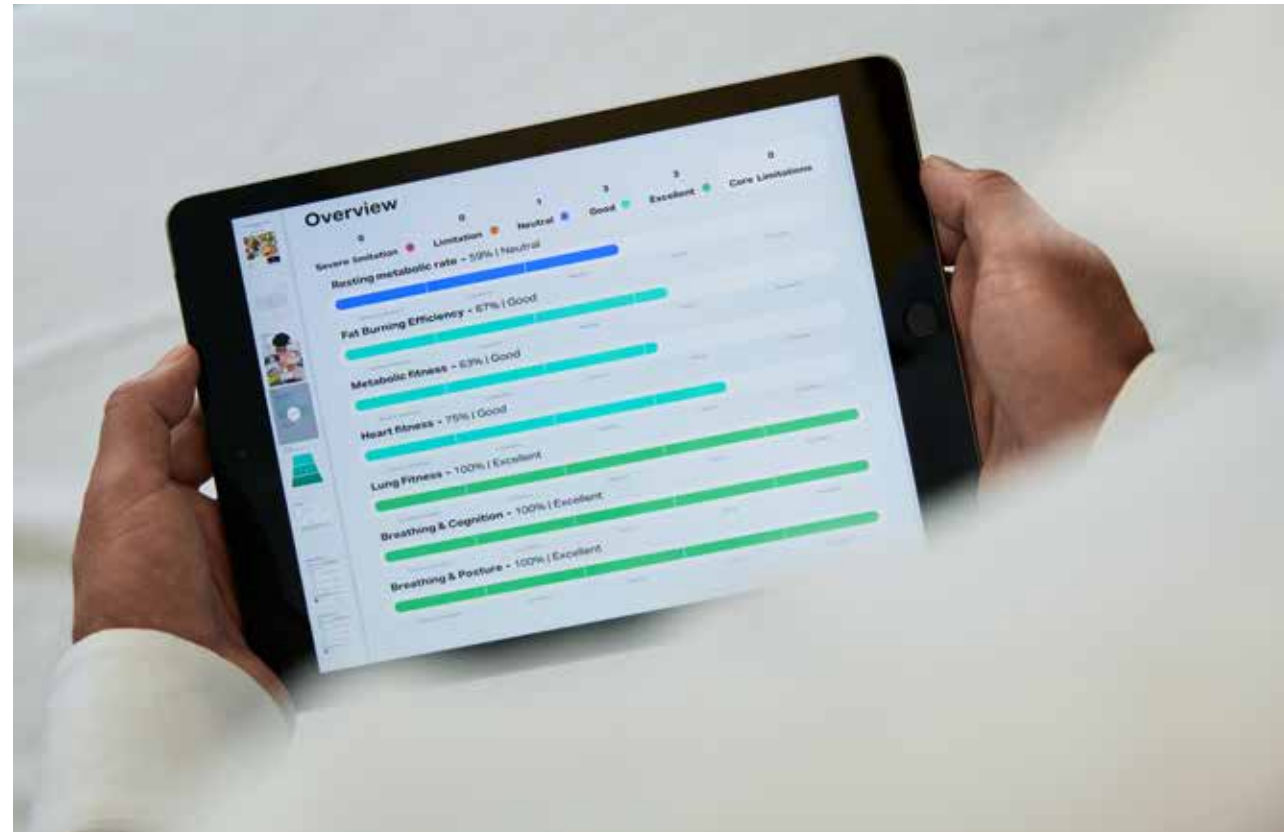 Overview
0 0 1 3 3 0
Severe limitation Limitation Neutral Good Excellent Core Limitations
Resting metabolic rate - 59% | Neutral
Fat Burning Efficiency - 67% | Good
Metabolic fitness - 63% | Good
Heart fitness - 75% | Good
Lung Fitness - 100% | Excellent
Breathing & Cognition - 100% | Excellent
Breathing & Posture - 100% | Excellent